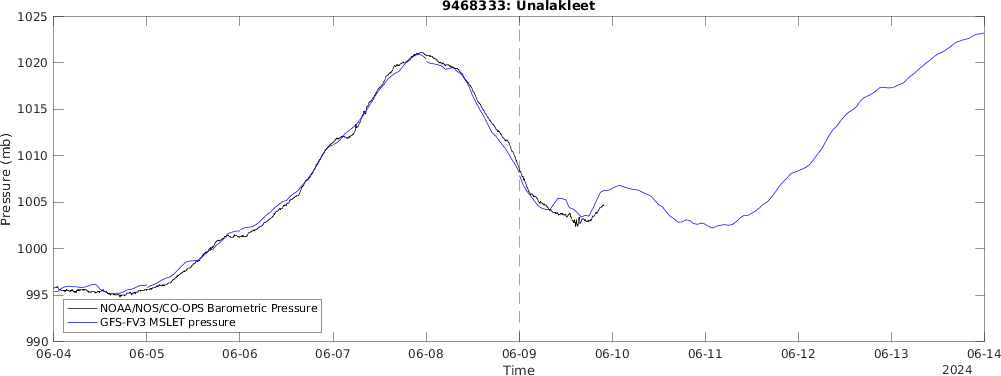 9468333: Unalakleet
1025
1020
1015
1010
1005
1000
995
990
Pressure (mb)
NOAA/NOS/CO-OPS Barometric Pressure
GFS-FV3 MSLET pressure
06-04 06-05 06-06 06-07 06-08 06-09 06-10 06-11 06-12 06-13 06-14
Time
2024